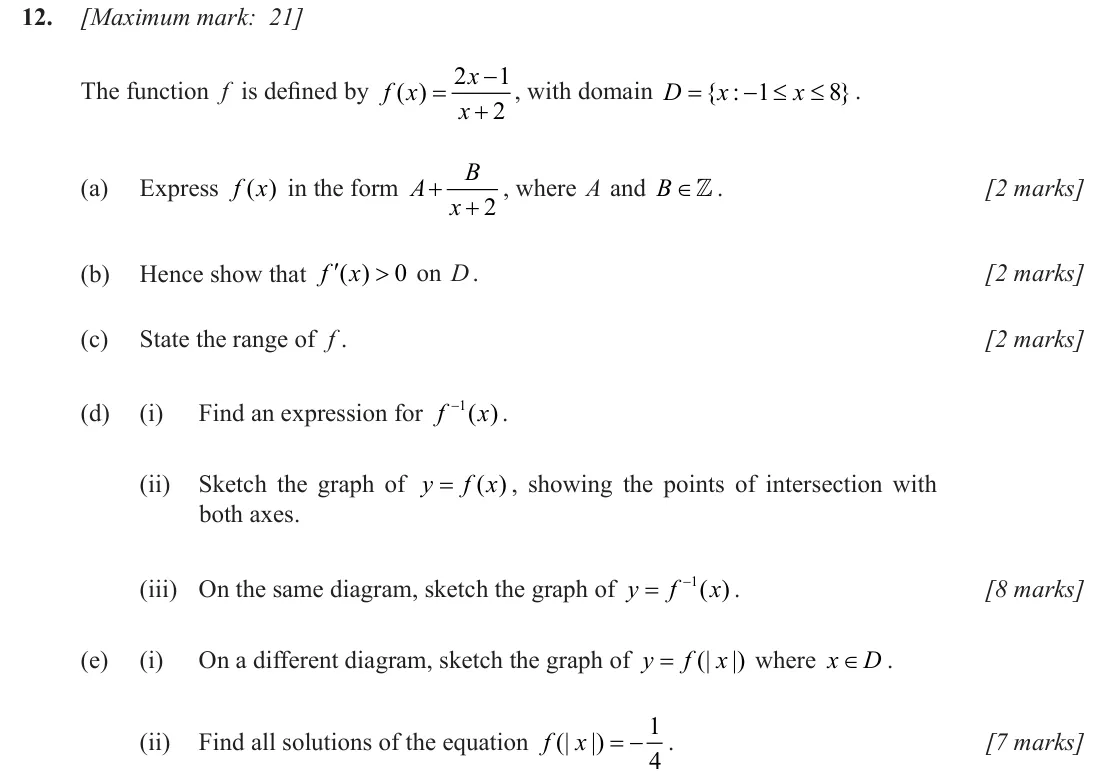 12. [Maximum mark: 21]
The function f is defined by f(x) = (2x−1)/(x+2), with domain D = {x : −1 ≤ x ≤ 8}.
(a) Express f(x) in the form A + B/(x+2), where A and B ∈ ℤ. [2 marks]
(b) Hence show that f′(x) > 0 on D. [2 marks]
(c) State the range of f. [2 marks]
(d) (i) Find an expression for f⁻¹(x).
(ii) Sketch the graph of y = f(x), showing the points of intersection with
both axes.
(iii) On the same diagram, sketch the graph of y = f⁻¹(x). [8 marks]
(e) (i) On a different diagram, sketch the graph of y = f(|x|) where x ∈ D.
(ii) Find all solutions of the equation f(|x|) = −1/4. [7 marks]